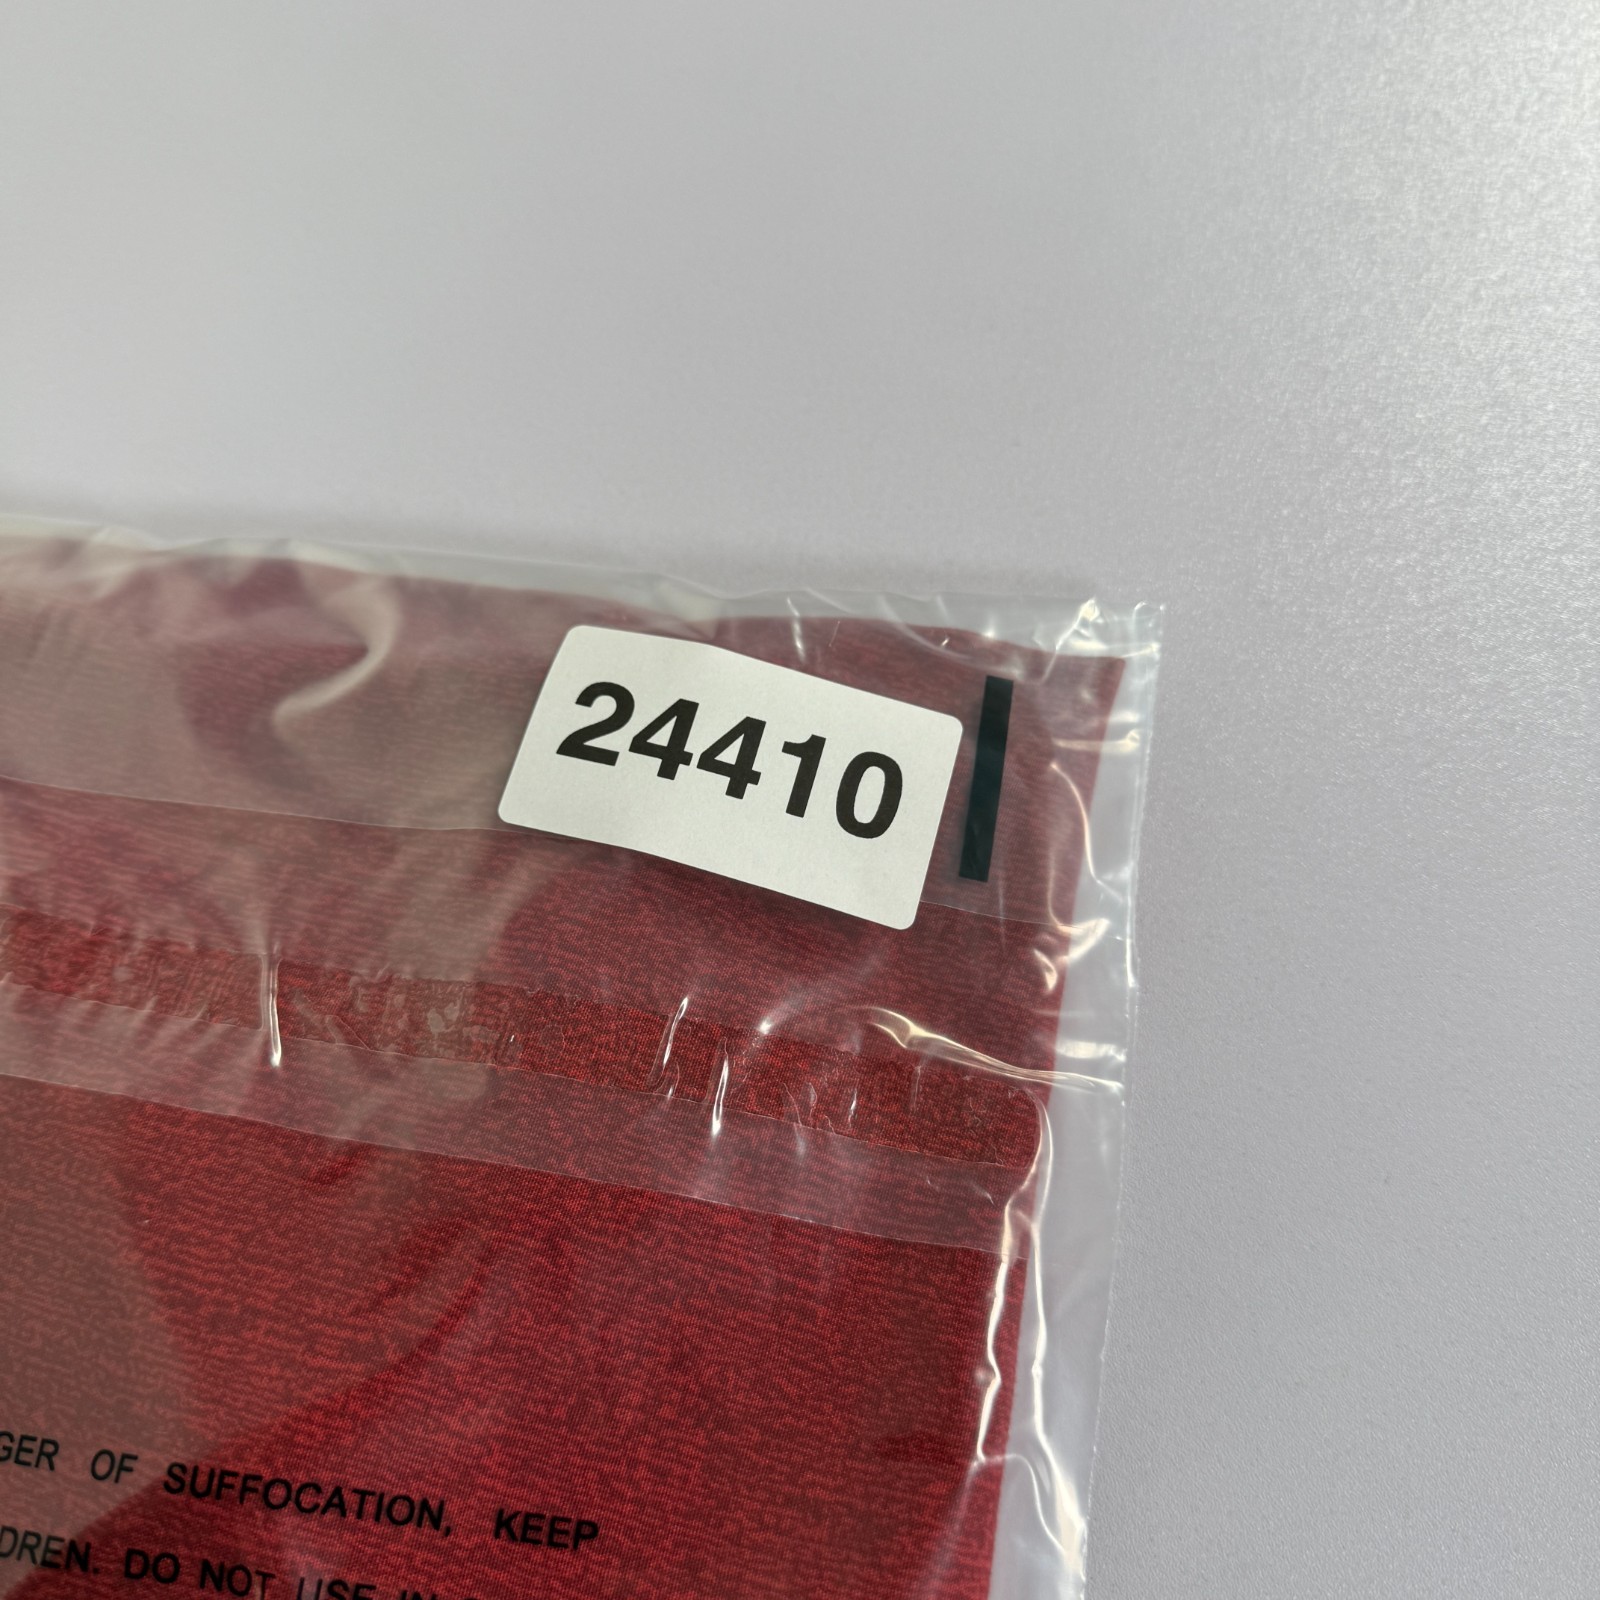 24410
GER OF SUFFOCATION, KEEP
DREN. DO NOT USE IN